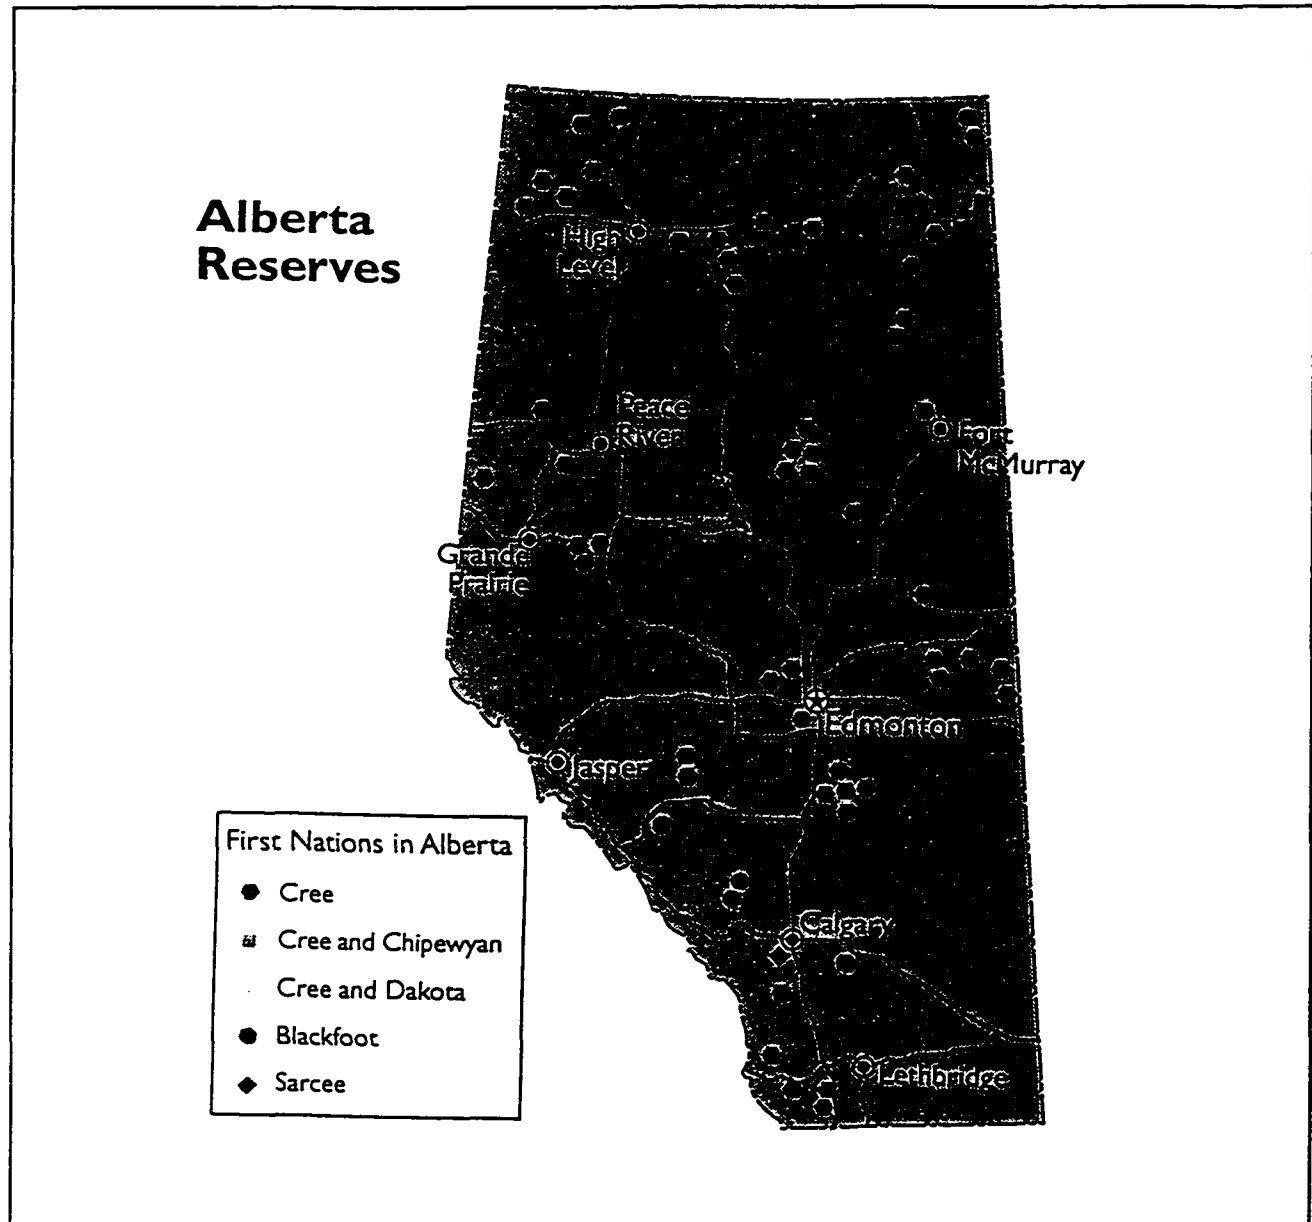 Alberta
Reserves
High
Level
Peace
River
Fort
McMurray
Grande
Prairie
Edmonton
Jasper
First Nations in Alberta
Cree
Cree and Chipewyan
Cree and Dakota
Blackfoot
Sarcee
Calgary
Lethbridge